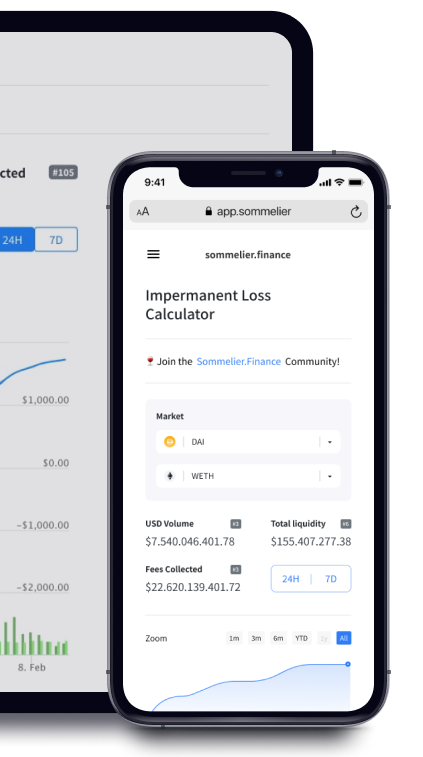 cted #105
24H 7D
$1,000.00
$0.00
−$1,000.00
−$2,000.00
8. Feb
9:41
AA app.sommelier
sommelier.finance
Impermanent Loss
Calculator
Join the Sommelier.Finance Community!
Market
DAI
WETH
USD Volume #3 Total liquidity #6
$7.540.046.401.78 $155.407.277.38
Fees Collected #3
$22.620.139.401.72 24H 7D
Zoom 1m 3m 6m YTD 1y All